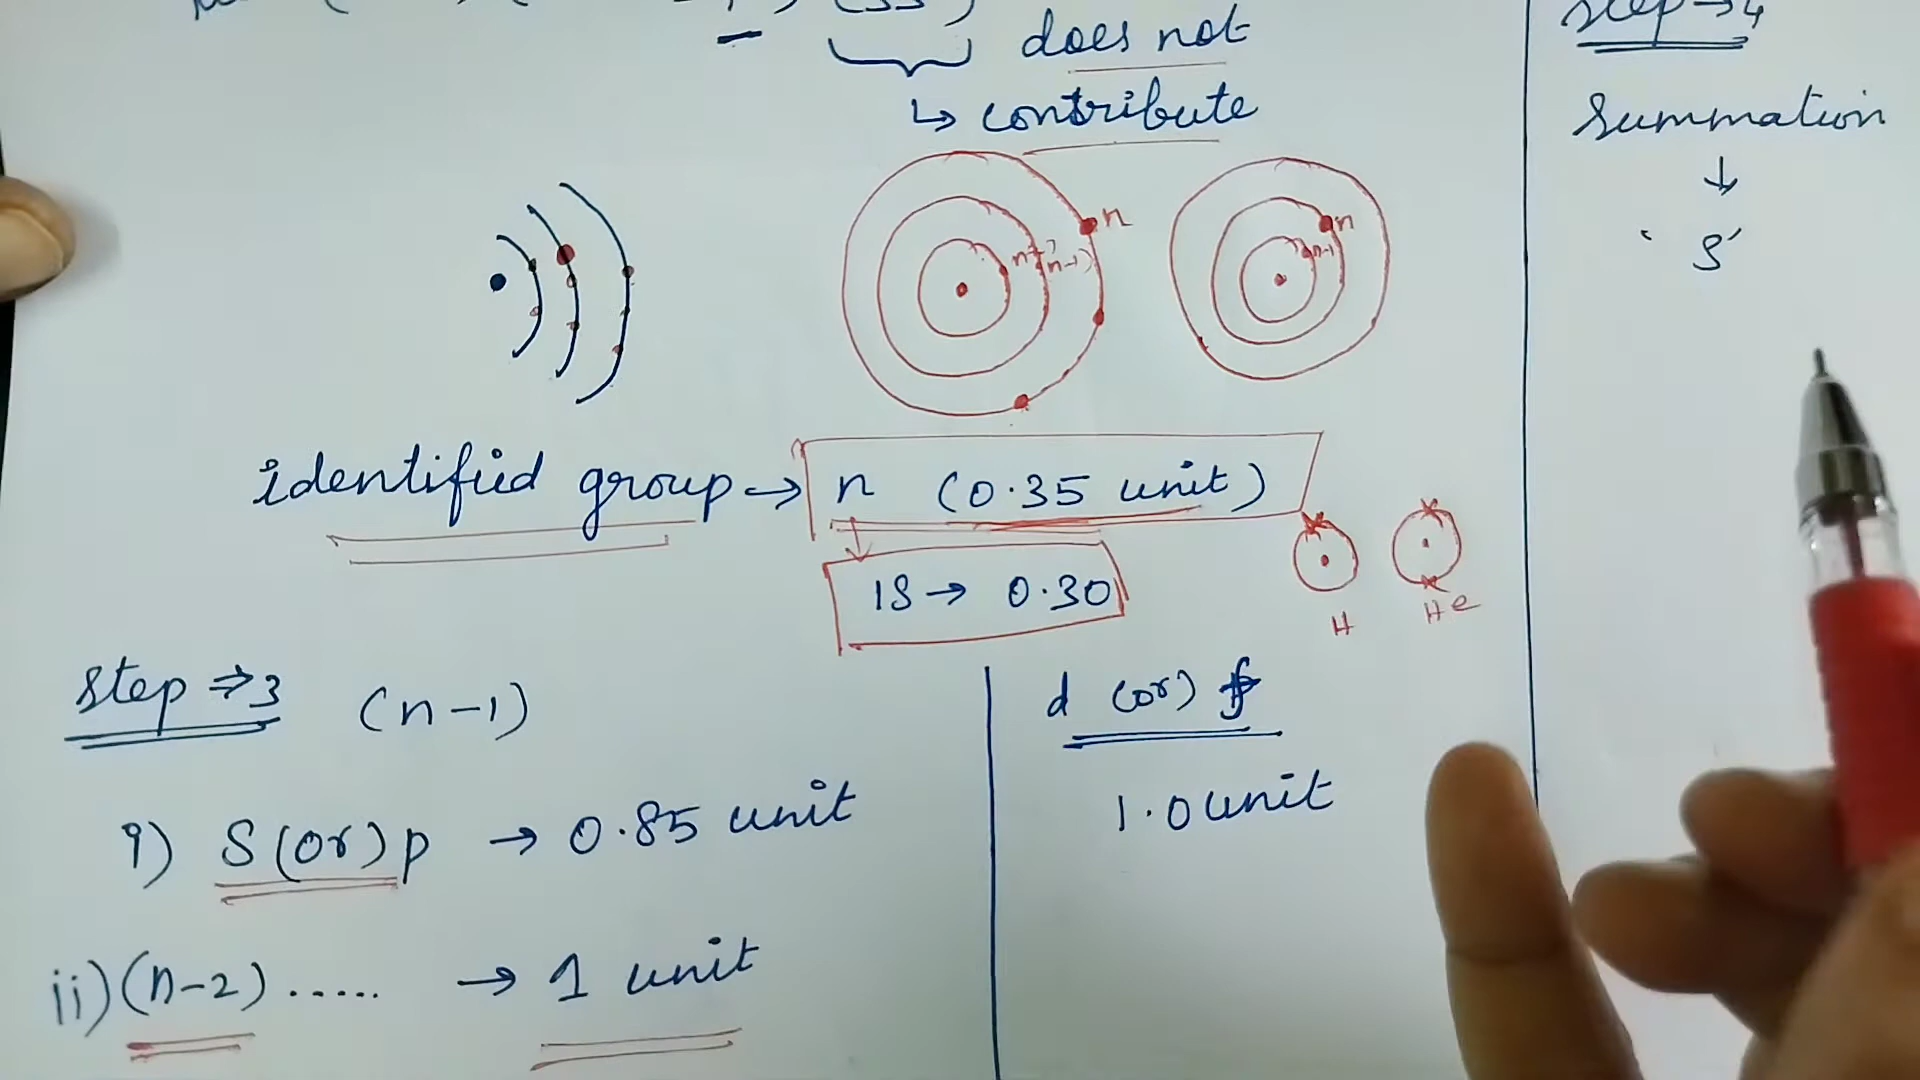 does not
↳ contribute
n
n-1)
n
n-1
identified group → n (0.35 unit)
1S → 0.30
H
He
Step ⇒ 3 (n-1)
i) S (or) p → 0.85 unit
ii) (n-2) ..... → 1 unit
d (or) f
1.0 unit
Step → 4
Summation
↓
'S'